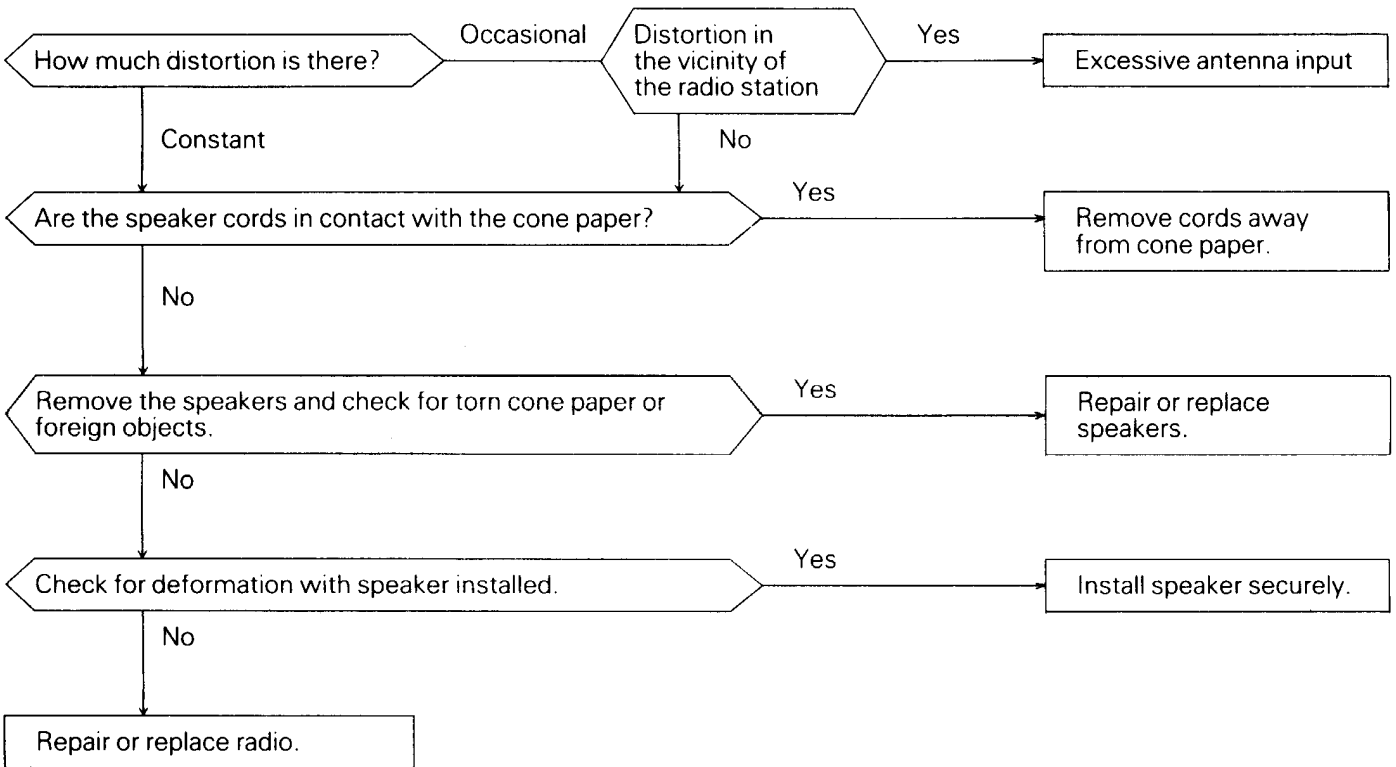 How much distortion is there?
Occasional
Distortion in
the vicinity of
the radio station
Yes
Excessive antenna input
Constant
No
Are the speaker cords in contact with the cone paper?
Yes
Remove cords away
from cone paper.
No
Remove the speakers and check for torn cone paper or
foreign objects.
Yes
Repair or replace
speakers.
No
Check for deformation with speaker installed.
Yes
Install speaker securely.
No
Repair or replace radio.